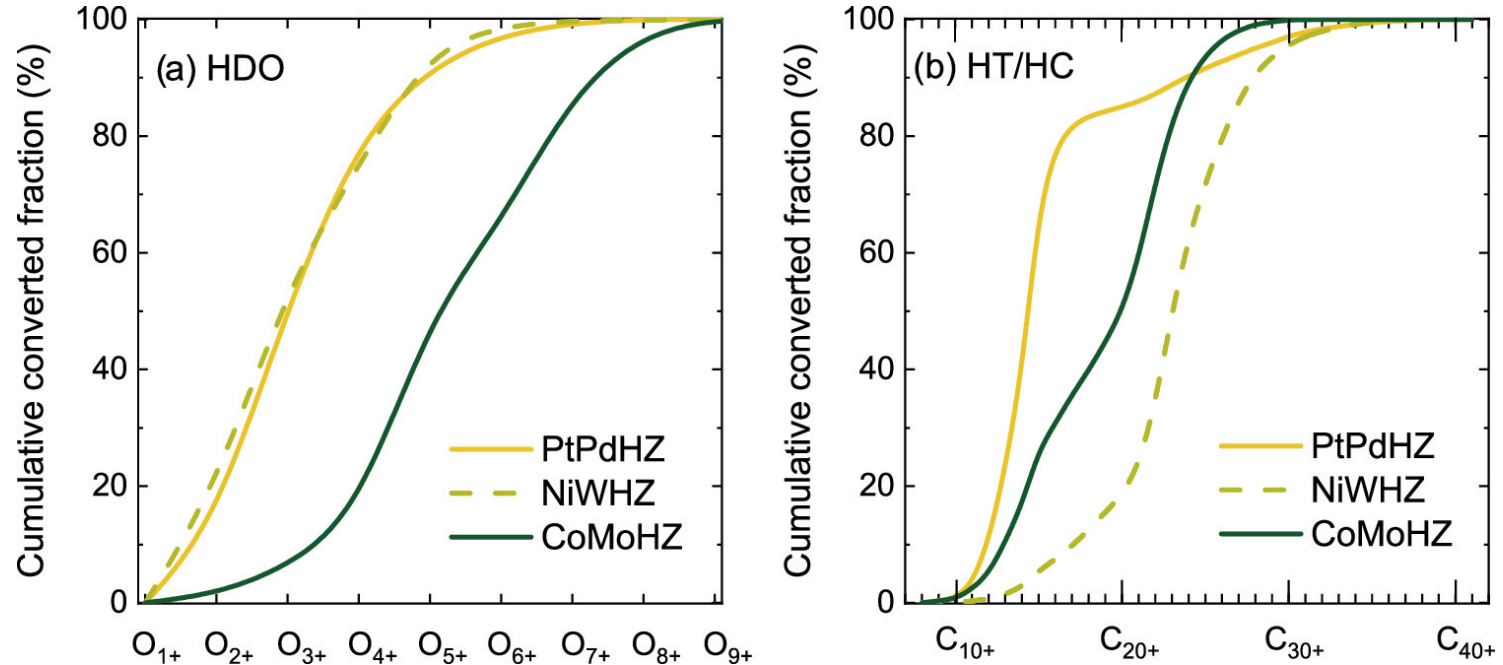 (a) HDO
Cumulative converted fraction (%)
100
80
60
40
20
0
O1+ O2+ O3+ O4+ O5+ O6+ O7+ O8+ O9+
PtPdHZ
NiWHZ
CoMoHZ
(b) HT/HC
Cumulative converted fraction (%)
100
80
60
40
20
0
C10+ C20+ C30+ C40+
PtPdHZ
NiWHZ
CoMoHZ